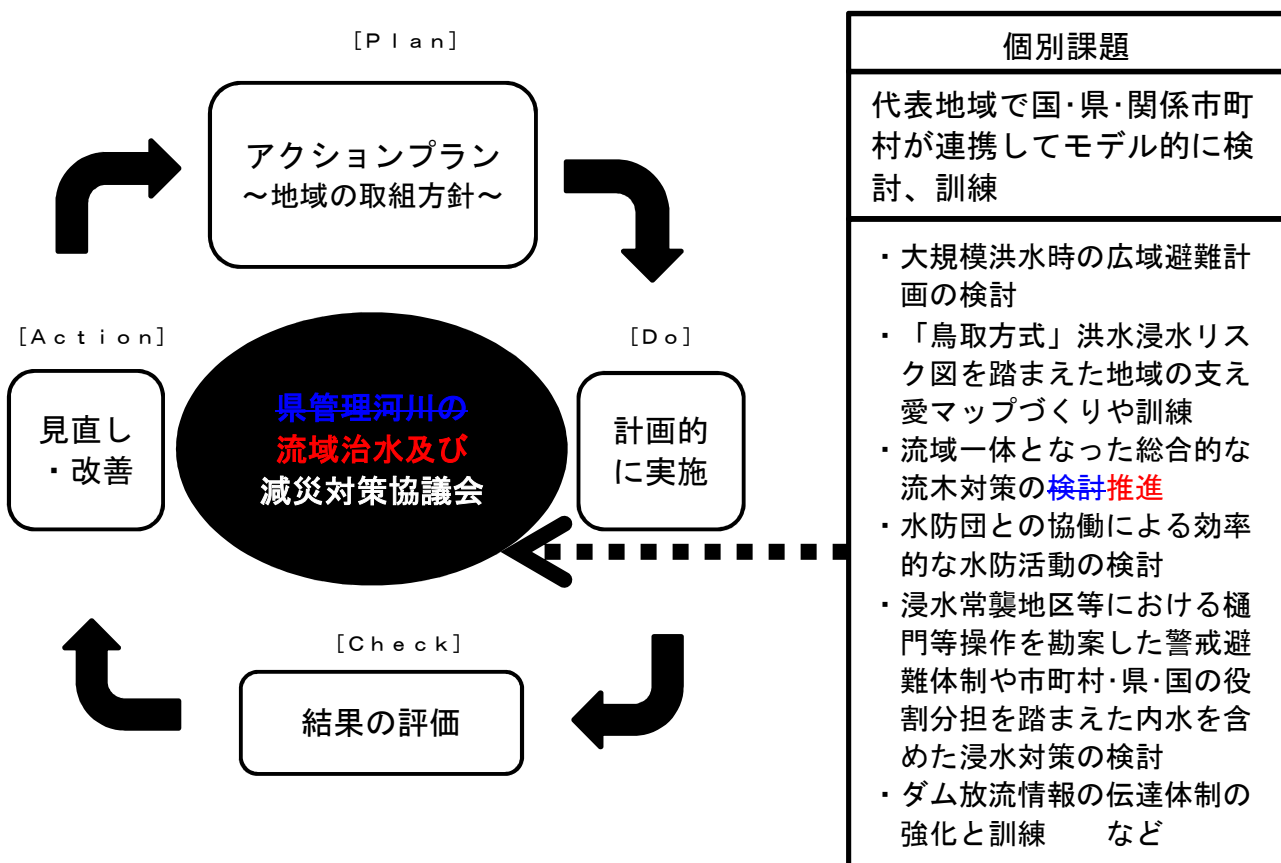 ［Ｐｌａｎ］
アクションプラン
～地域の取組方針～
［Ａｃｔｉｏｎ］
見直し
・改善
県管理河川の
流域治水及び
減災対策協議会
［Ｄｏ］
計画的
に実施
［Ｃｈｅｃｋ］
結果の評価
個別課題
代表地域で国･県･関係市町
村が連携してモデル的に検
討、訓練
・大規模洪水時の広域避難計
画の検討
・「鳥取方式」洪水浸水リス
ク図を踏まえた地域の支え
愛マップづくりや訓練
・流域一体となった総合的な
流木対策の検討推進
・水防団との協働による効率
的な水防活動の検討
・浸水常襲地区等における樋
門等操作を勘案した警戒避
難体制や市町村･県･国の役
割分担を踏まえた内水を含
めた浸水対策の検討
・ダム放流情報の伝達体制の
強化と訓練　　など